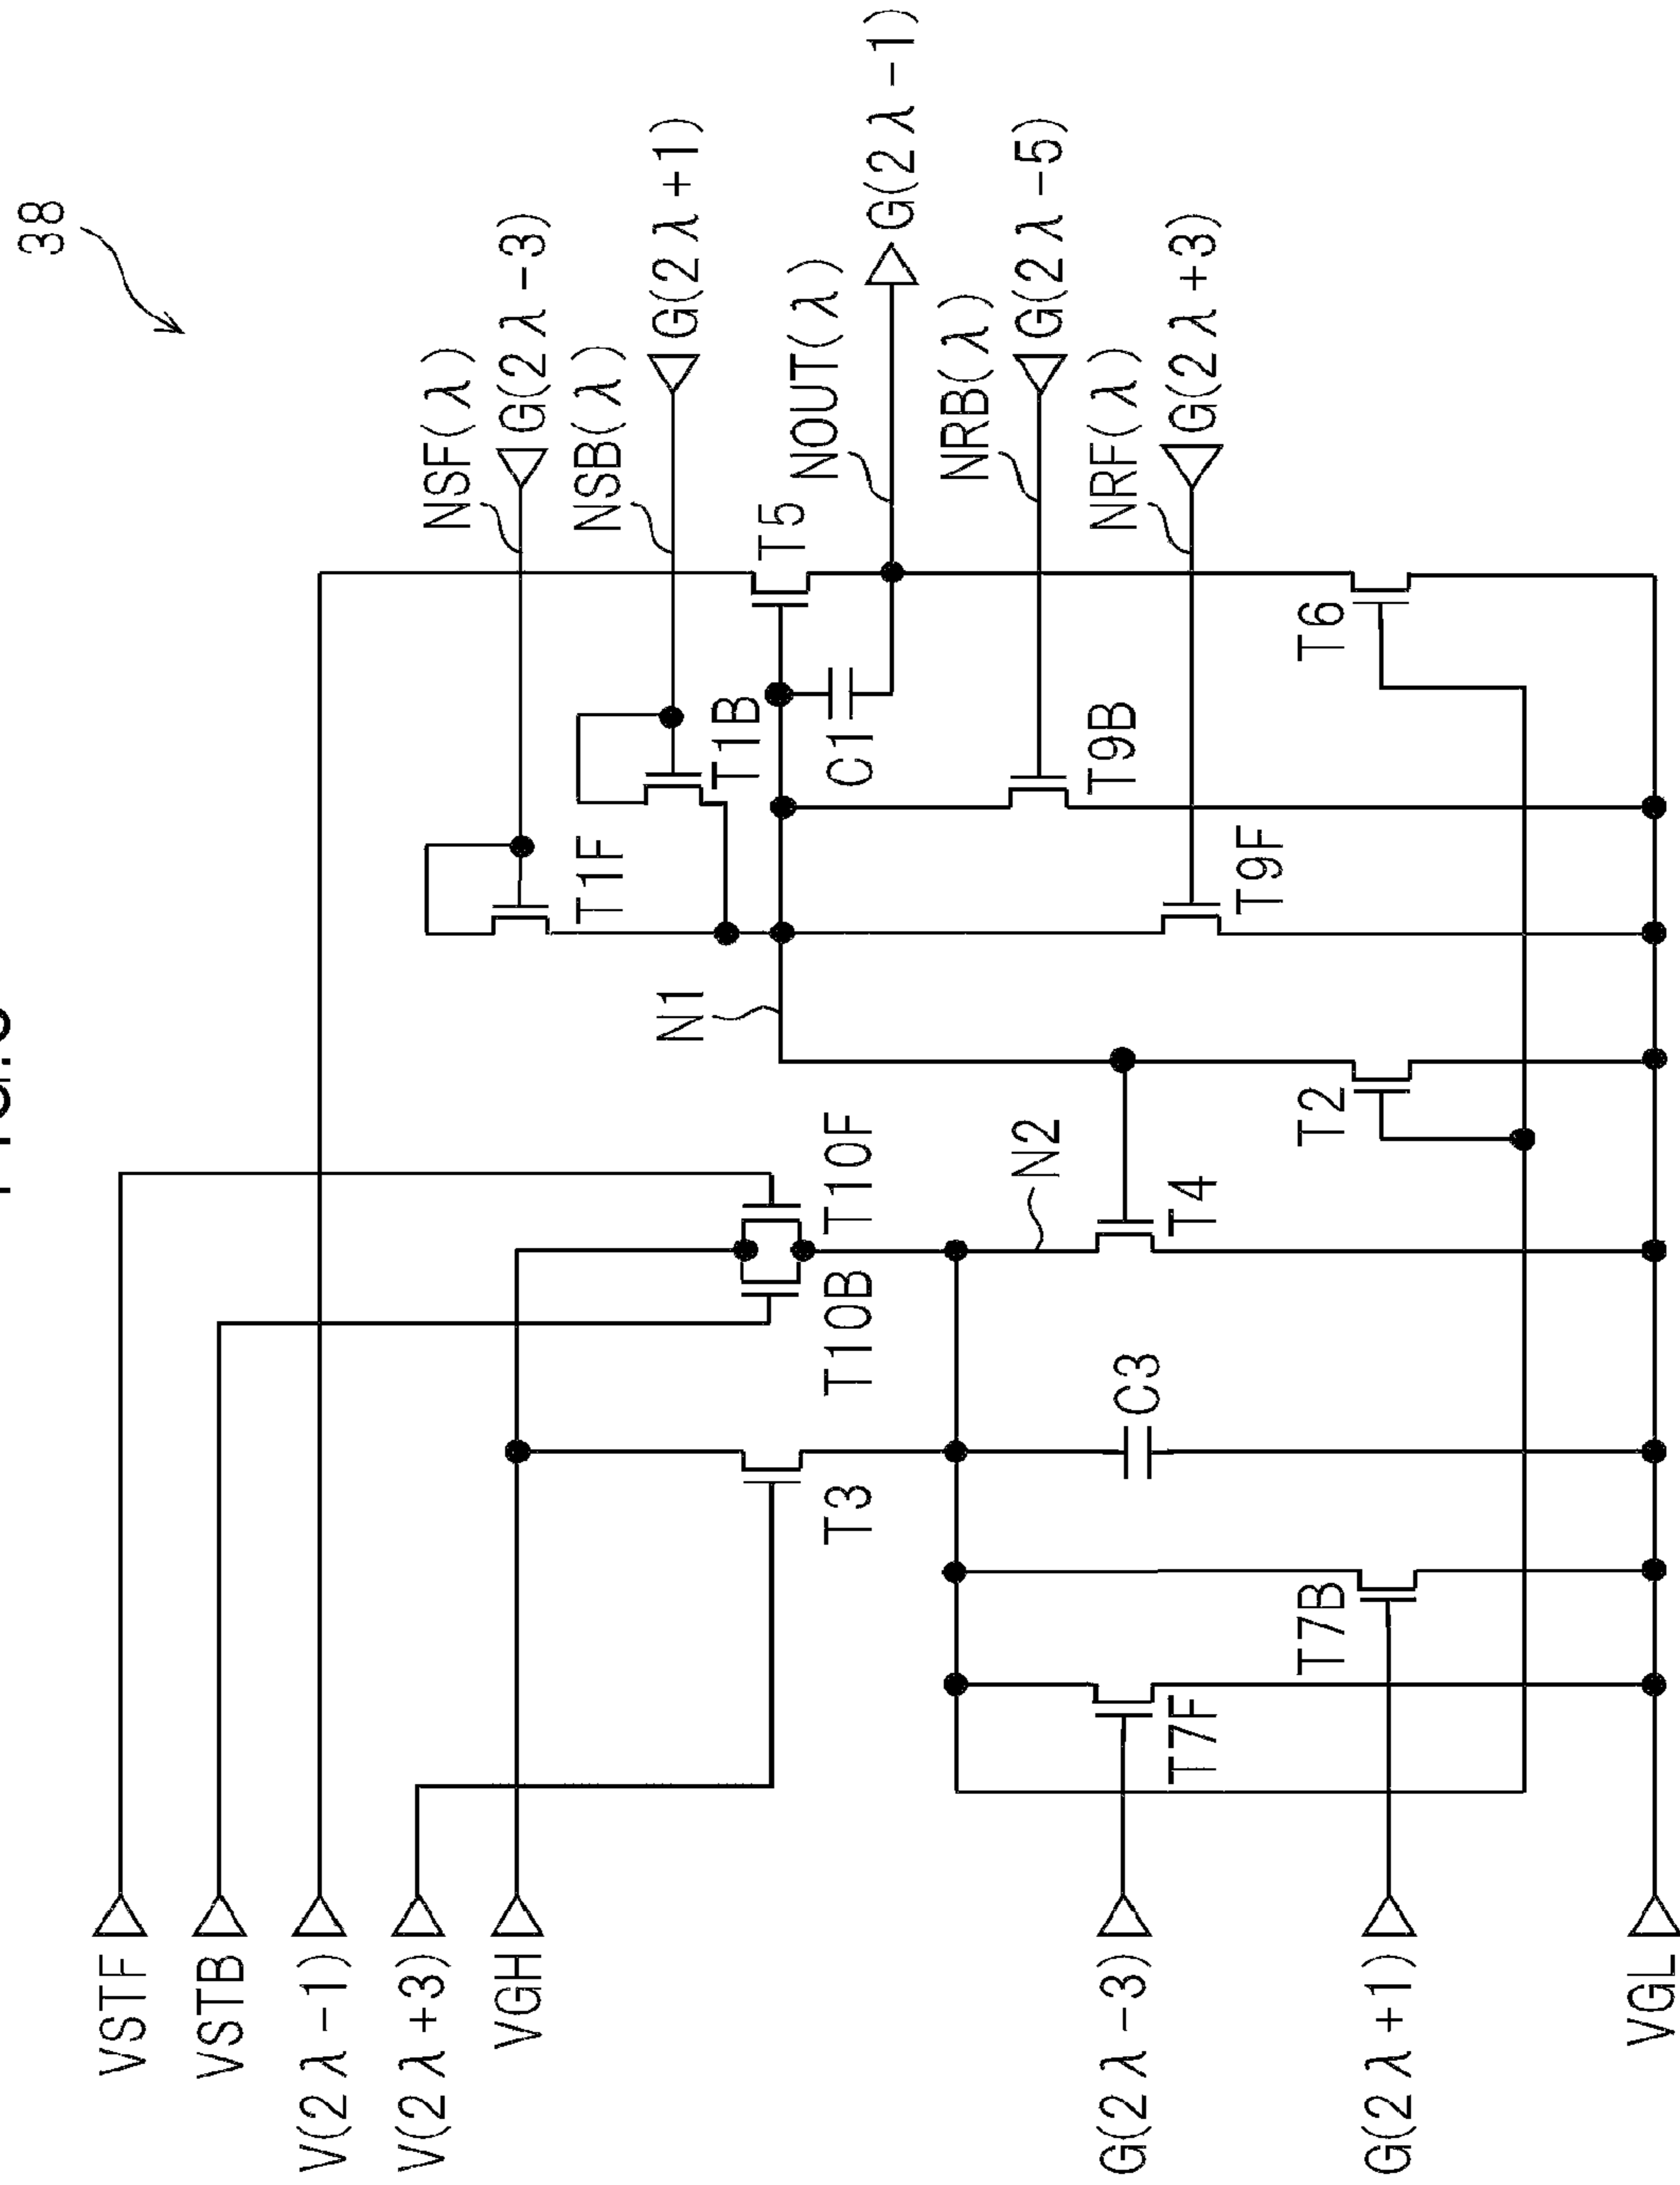 38
VSTF
VSTB
V(2λ-1)
V(2λ+3)
VGH
G(2λ-3)
G(2λ+1)
VGL
NSF(λ)
G(2λ-3)
NSB(λ)
G(2λ+1)
NOUT(λ)
G(2λ-1)
NRB(λ)
G(2λ-5)
NRF(λ)
G(2λ+3)
T1F
T1B
T5
C1
T9B
T9F
T6
N1
T10F
T10B
N2
T2
T4
T3
C3
T7B
T7F